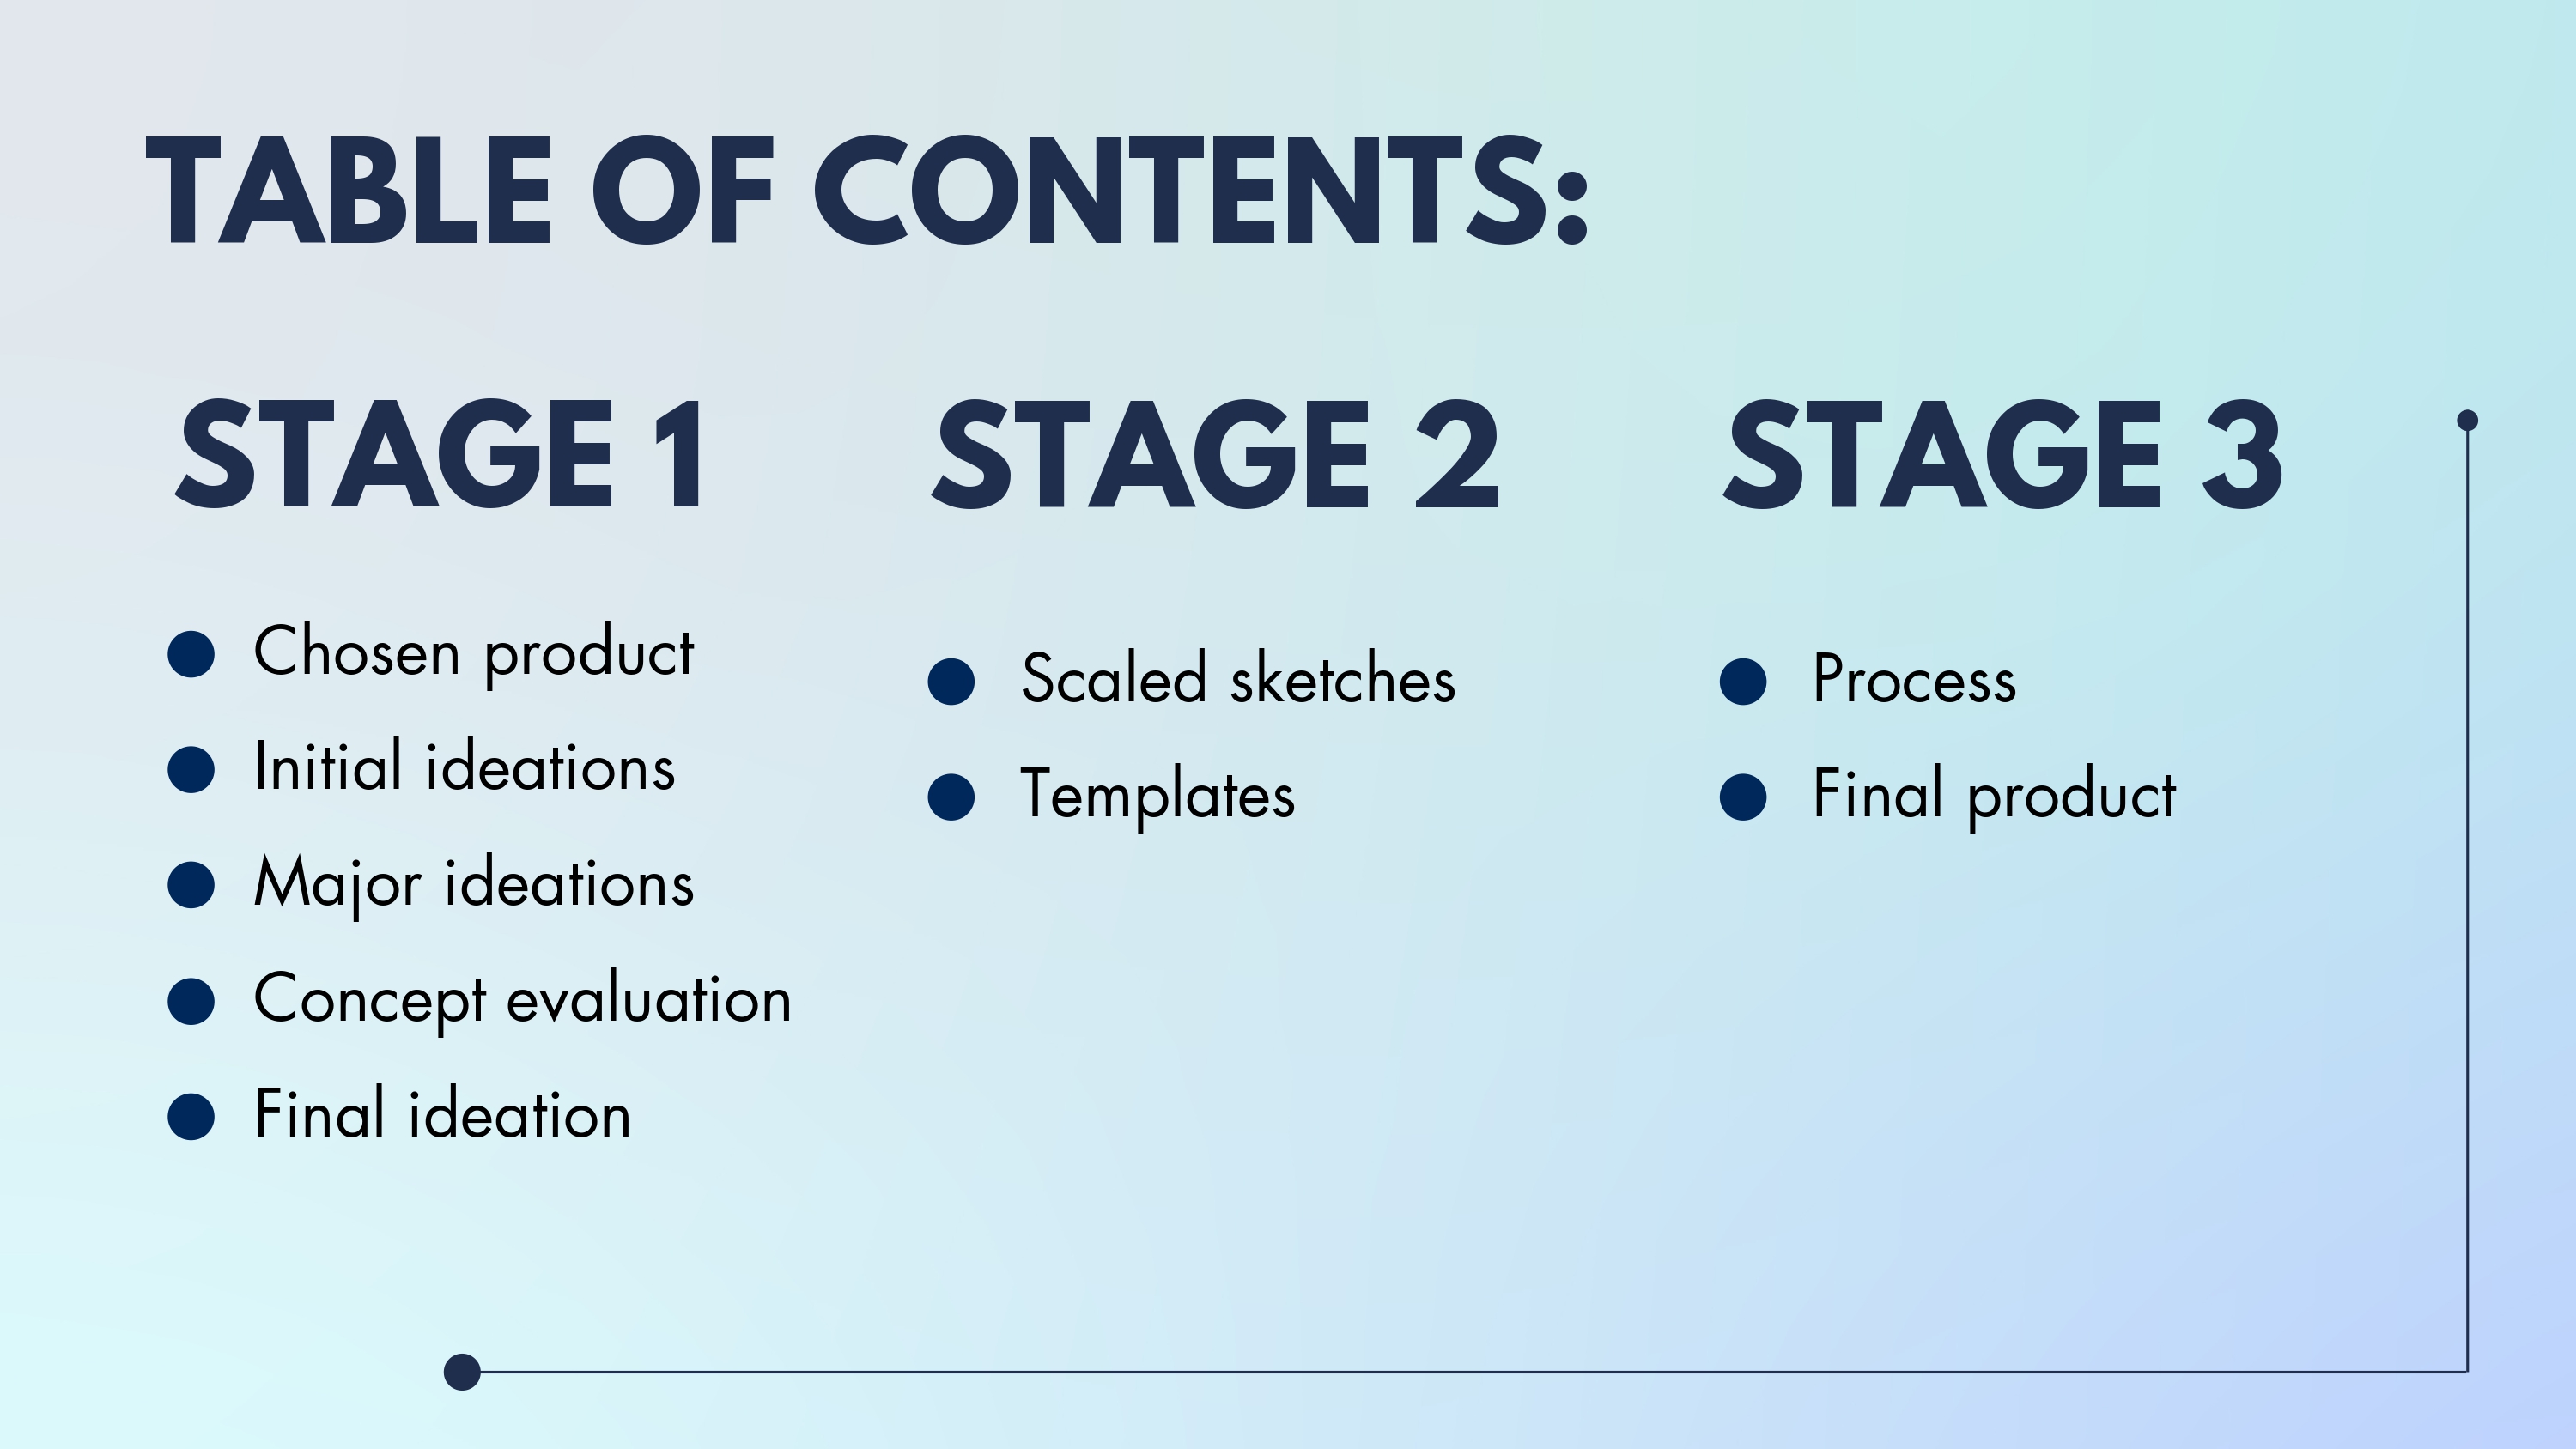 TABLE OF CONTENTS:
STAGE 1
Chosen product
Initial ideations
Major ideations
Concept evaluation
Final ideation
STAGE 2
Scaled sketches
Templates
STAGE 3
Process
Final product